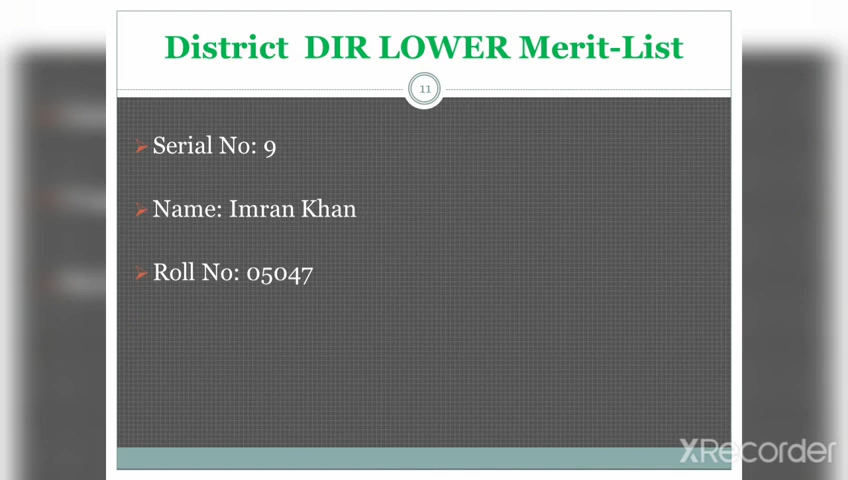 District DIR LOWER Merit-List
11
Serial No: 9
Name: Imran Khan
Roll No: 05047
XRecorder